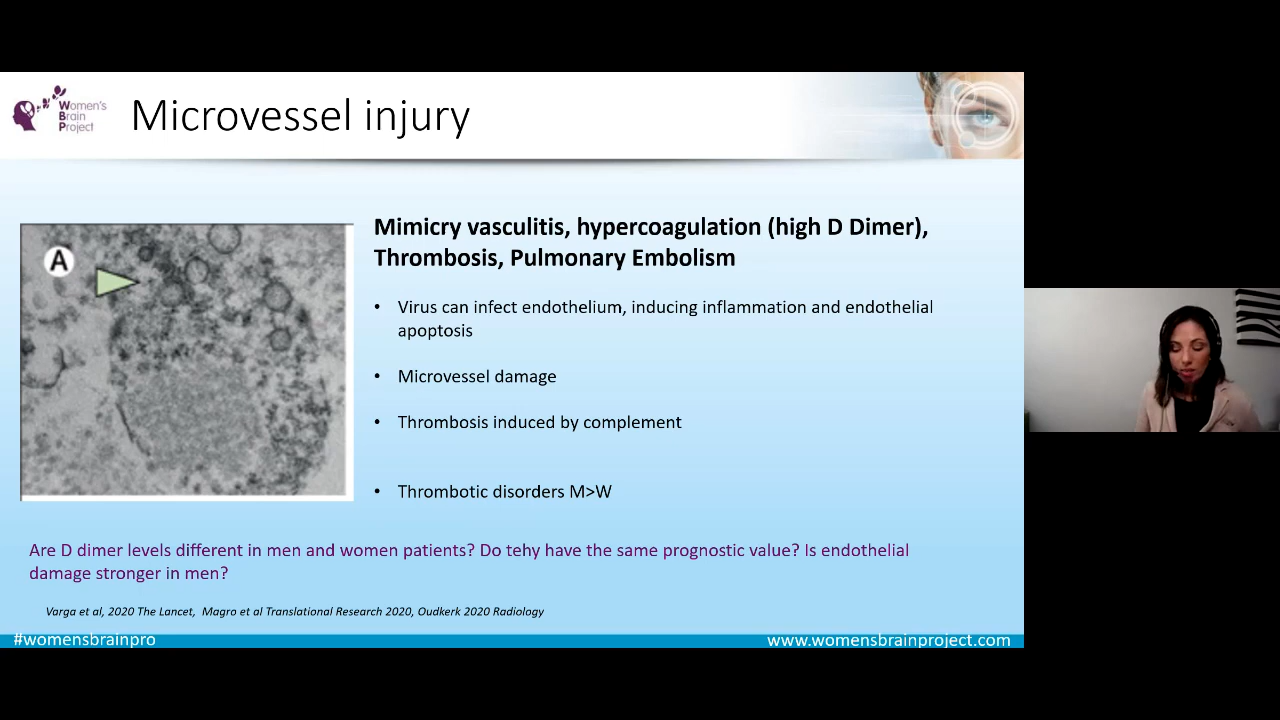 Women's
Brain
Project
Microvessel injury
A
Mimicry vasculitis, hypercoagulation (high D Dimer),
Thrombosis, Pulmonary Embolism
• Virus can infect endothelium, inducing inflammation and endothelial
apoptosis
• Microvessel damage
• Thrombosis induced by complement
• Thrombotic disorders M>W
Are D dimer levels different in men and women patients? Do tehy have the same prognostic value? Is endothelial
damage stronger in men?
Varga et al, 2020 The Lancet, Magro et al Translational Research 2020, Oudkerk 2020 Radiology
#womensbrainpro
www.womensbrainproject.com